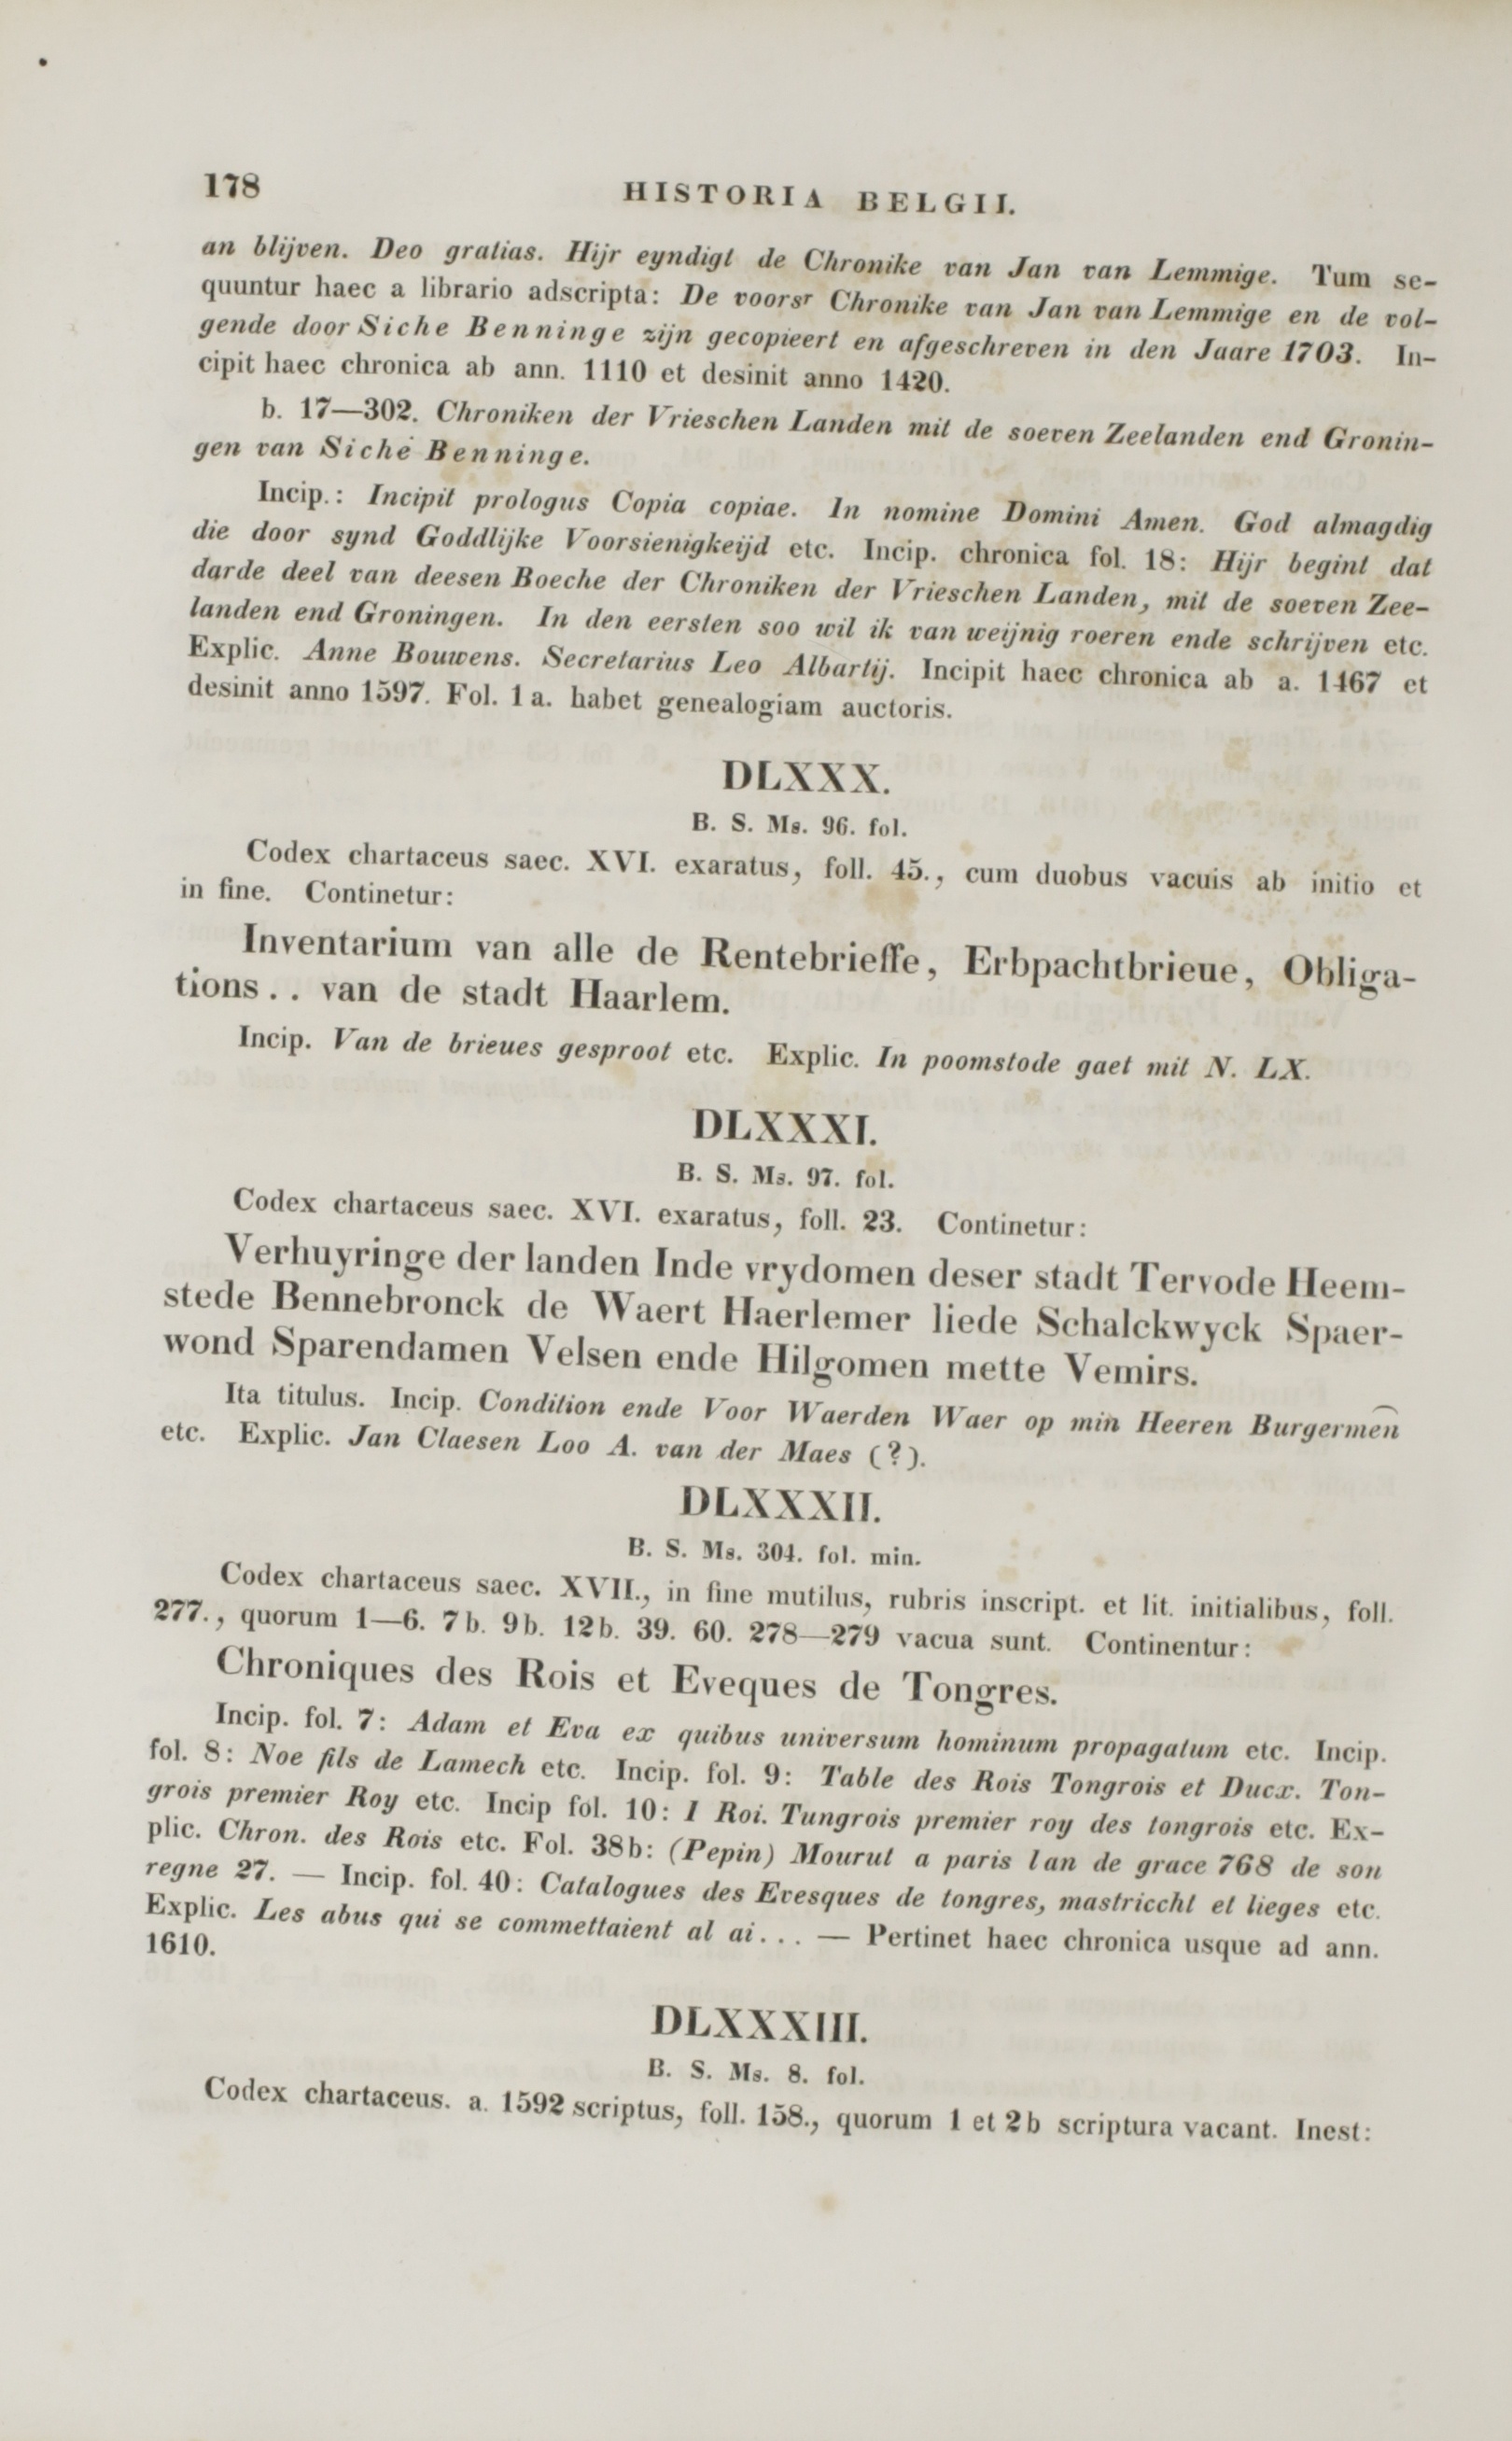 178 HISTORIA BELGII.
an blijven. Deo gratias. Hijr eyndigt de Chronike van Jan van Lemmige. Tum se-
quuntur haec a librario adscripta: De voorsr Chronike van Jan van Lemmige en de vol-
gende door Siche Benninge zijn gecopieert en afgeschreven in den Jaare 1703. In-
cipit haec chronica ab ann. 1110 et desinit anno 1420.
b. 17—302. Chroniken der Vrieschen Landen mit de soeven Zeelanden end Gronin-
gen van Siche Benninge.
Incip.: Incipit prologus Copia copiae. In nomine Domini Amen. God almagdig
die door synd Goddlijke Voorsienigkeijd etc. Incip. chronica fol. 18: Hijr begint dat
darde deel van deesen Boeche der Chroniken der Vrieschen Landen, mit de soeven Zee-
landen end Groningen. In den eersten soo wil ik van weijnig roeren ende schrijven etc.
Explic. Anne Bouwens. Secretarius Leo Albartij. Incipit haec chronica ab a. 1467 et
desinit anno 1597. Fol. 1 a. habet genealogiam auctoris.
DLXXX.
B. S. Ms. 96. fol.
Codex chartaceus saec. XVI. exaratus, foll. 45., cum duobus vacuis ab initio et
in fine. Continetur:
Inventarium van alle de Rentebrieffe, Erbpachtbrieue, Obliga-
tions.. van de stadt Haarlem.
Incip. Van de brieues gesproot etc. Explic. In poomstode gaet mit N. LX.
DLXXXI.
B. S. Ms. 97. fol.
Codex chartaceus saec. XVI. exaratus, foll. 23. Continetur:
Verhuyringe der landen Inde vrydomen deser stadt Tervode Heem-
stede Bennebronck de Waert Haerlemer liede Schalckwyck Spaer-
wond Sparendamen Velsen ende Hilgomen mette Vemirs.
Ita titulus. Incip. Condition ende Voor Waerden Waer op min Heeren Burgermen͡
etc. Explic. Jan Claesen Loo A. van der Maes (?).
DLXXXII.
B. S. Ms. 304. fol. min.
Codex chartaceus saec. XVII., in fine mutilus, rubris inscript. et lit. initialibus, foll.
277., quorum 1—6. 7b. 9b. 12b. 39. 60. 278—279 vacua sunt. Continentur:
Chroniques des Rois et Eveques de Tongres.
Incip. fol. 7: Adam et Eva ex quibus universum hominum propagatum etc. Incip.
fol. 8: Noe fils de Lamech etc. Incip. fol. 9: Table des Rois Tongrois et Ducx. Ton-
grois premier Roy etc. Incip fol. 10: I Roi. Tungrois premier roy des tongrois etc. Ex-
plic. Chron. des Rois etc. Fol. 38b: (Pepin) Mourut a paris lan de grace 768 de son
regne 27. — Incip. fol. 40: Catalogues des Evesques de tongres, mastriccht et lieges etc.
Explic. Les abus qui se commettaient al ai... — Pertinet haec chronica usque ad ann.
1610.
DLXXXIII.
B. S. Ms. 8. fol.
Codex chartaceus. a. 1592 scriptus, foll. 158., quorum 1 et 2b scriptura vacant. Inest: